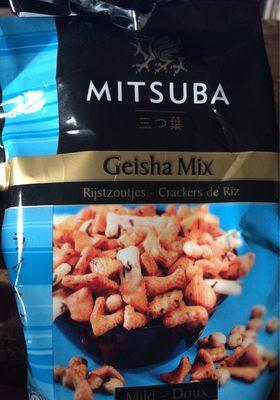 MITSUBA
三つ葉
Geisha Mix
Rijstzoutjes - Crackers de Riz
Mild - Doux